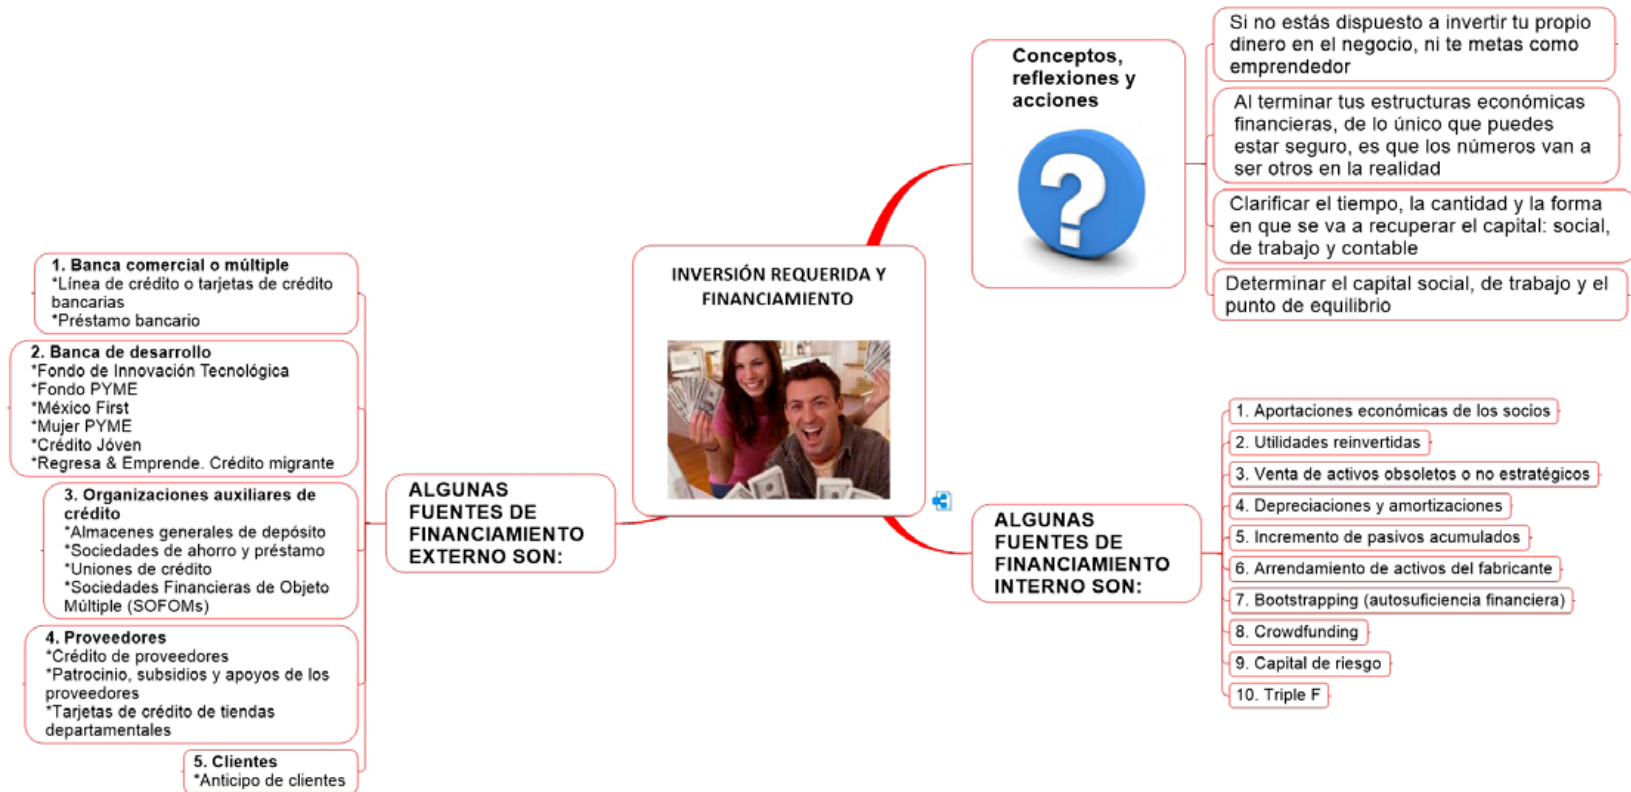 INVERSIÓN REQUERIDA Y
FINANCIAMIENTO
Conceptos,
reflexiones y
acciones
Si no estás dispuesto a invertir tu propio
dinero en el negocio, ni te metas como
emprendedor
Al terminar tus estructuras económicas
financieras, de lo único que puedes
estar seguro, es que los números van a
ser otros en la realidad
Clarificar el tiempo, la cantidad y la forma
en que se va a recuperar el capital: social,
de trabajo y contable
Determinar el capital social, de trabajo y el
punto de equilibrio
ALGUNAS
FUENTES DE
FINANCIAMIENTO
INTERNO SON:
1. Aportaciones económicas de los socios
2. Utilidades reinvertidas
3. Venta de activos obsoletos o no estratégicos
4. Depreciaciones y amortizaciones
5. Incremento de pasivos acumulados
6. Arrendamiento de activos del fabricante
7. Bootstrapping (autosuficiencia financiera)
8. Crowdfunding
9. Capital de riesgo
10. Triple F
ALGUNAS
FUENTES DE
FINANCIAMIENTO
EXTERNO SON:
1. Banca comercial o múltiple
*Línea de crédito o tarjetas de crédito
bancarias
*Préstamo bancario
2. Banca de desarrollo
*Fondo de Innovación Tecnológica
*Fondo PYME
*México First
*Mujer PYME
*Crédito Jóven
*Regresa & Emprende. Crédito migrante
3. Organizaciones auxiliares de
crédito
*Almacenes generales de depósito
*Sociedades de ahorro y préstamo
*Uniones de crédito
*Sociedades Financieras de Objeto
Múltiple (SOFOMs)
4. Proveedores
*Crédito de proveedores
*Patrocinio, subsidios y apoyos de los
proveedores
*Tarjetas de crédito de tiendas
departamentales
5. Clientes
*Anticipo de clientes
?